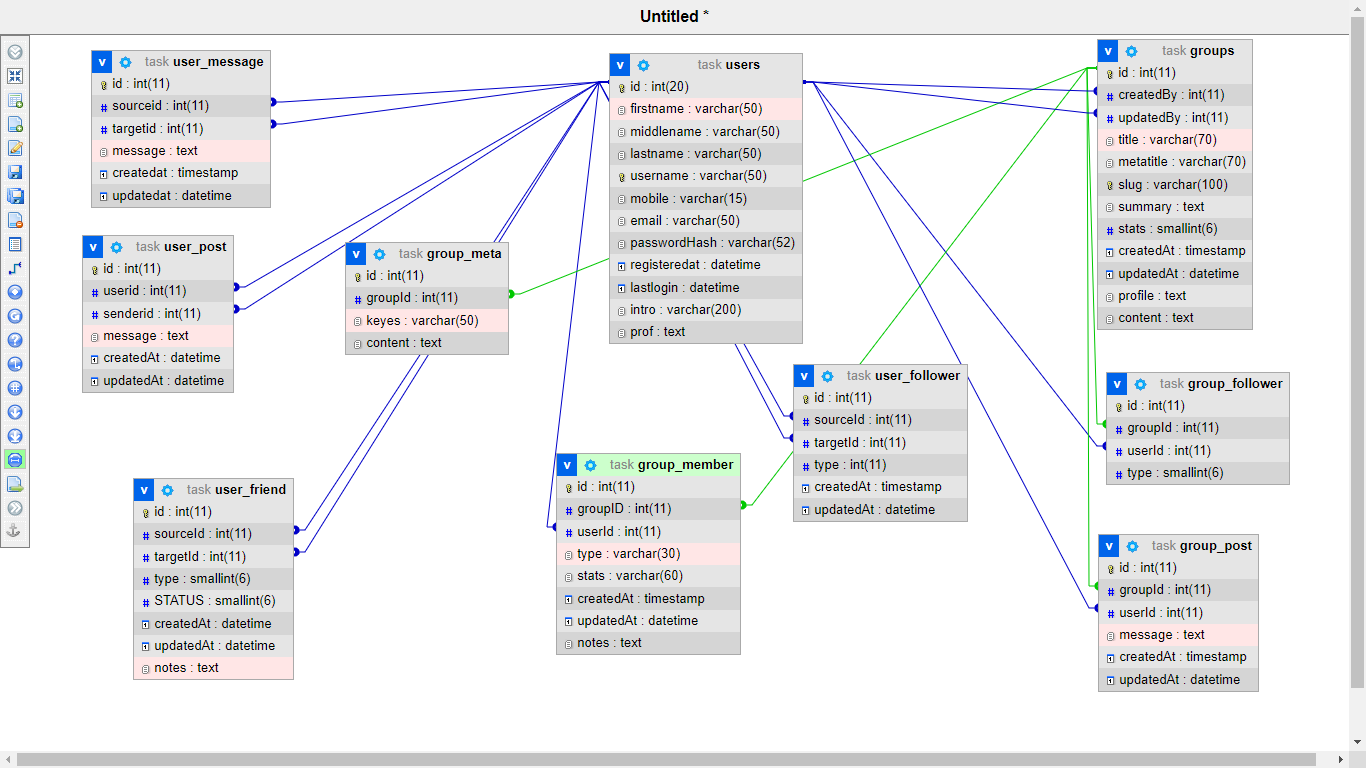 Untitled *
v task user_message
id : int(11)
# sourceid : int(11)
# targetid : int(11)
message : text
createdat : timestamp
updatedat : datetime
v task users
id : int(20)
firstname : varchar(50)
middlename : varchar(50)
lastname : varchar(50)
username : varchar(50)
mobile : varchar(15)
email : varchar(50)
passwordHash : varchar(52)
registeredat : datetime
lastlogin : datetime
intro : varchar(200)
prof : text
v task groups
id : int(11)
# createdBy : int(11)
# updatedBy : int(11)
title : varchar(70)
metatitle : varchar(70)
slug : varchar(100)
summary : text
# stats : smallint(6)
createdAt : timestamp
updatedAt : datetime
profile : text
content : text
v task user_post
id : int(11)
# userid : int(11)
# senderid : int(11)
message : text
createdAt : datetime
updatedAt : datetime
v task group_meta
id : int(11)
# groupId : int(11)
keyes : varchar(50)
content : text
v task user_follower
id : int(11)
# sourceId : int(11)
# targetId : int(11)
# type : int(11)
createdAt : timestamp
updatedAt : datetime
v task group_follower
id : int(11)
# groupId : int(11)
# userId : int(11)
# type : smallint(6)
v task user_friend
id : int(11)
# sourceId : int(11)
# targetId : int(11)
# type : smallint(6)
# STATUS : smallint(6)
createdAt : datetime
updatedAt : datetime
notes : text
v task group_member
id : int(11)
# groupID : int(11)
# userId : int(11)
type : varchar(30)
stats : varchar(60)
createdAt : timestamp
updatedAt : datetime
notes : text
v task group_post
id : int(11)
# groupId : int(11)
# userId : int(11)
message : text
createdAt : timestamp
updatedAt : datetime